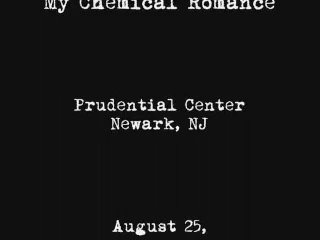 My Chemical Romance
Prudential Center
Newark, NJ
August 25,